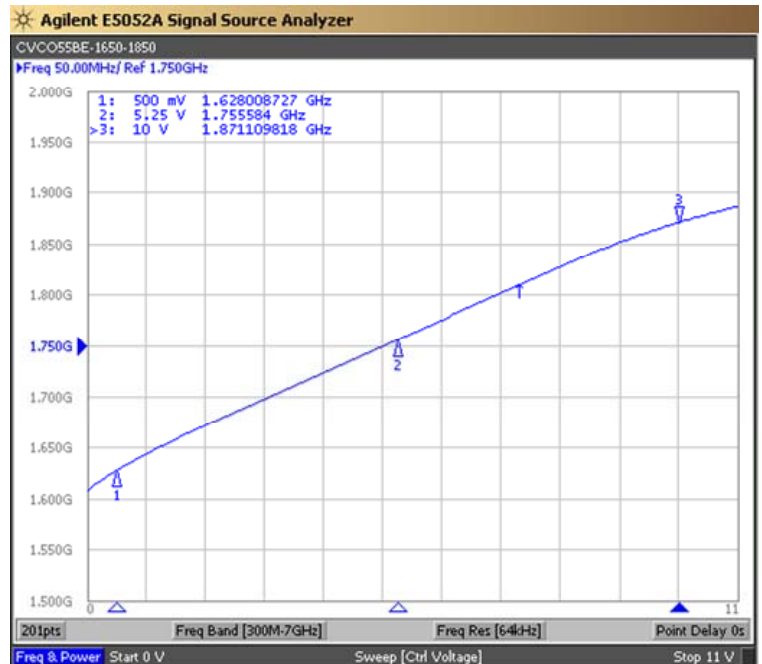 Agilent E5052A Signal Source Analyzer
CVCO55BE-1650-1850
Freq 50.00MHz/ Ref 1.750GHz
2.000G
1: 500 mV 1.628008727 GHz
2: 5.25 V 1.755584 GHz
>3: 10 V 1.871109818 GHz
1.950G
1.900G
3
1.850G
1.800G
1.750G
2
1.700G
1.650G
1
1.600G
1.550G
1.500G
0 11
201pts Freq Band [300M-7GHz] Freq Res [64kHz] Point Delay 0s
Freq & Power Start 0 V Sweep [Ctrl Voltage] Stop 11 V